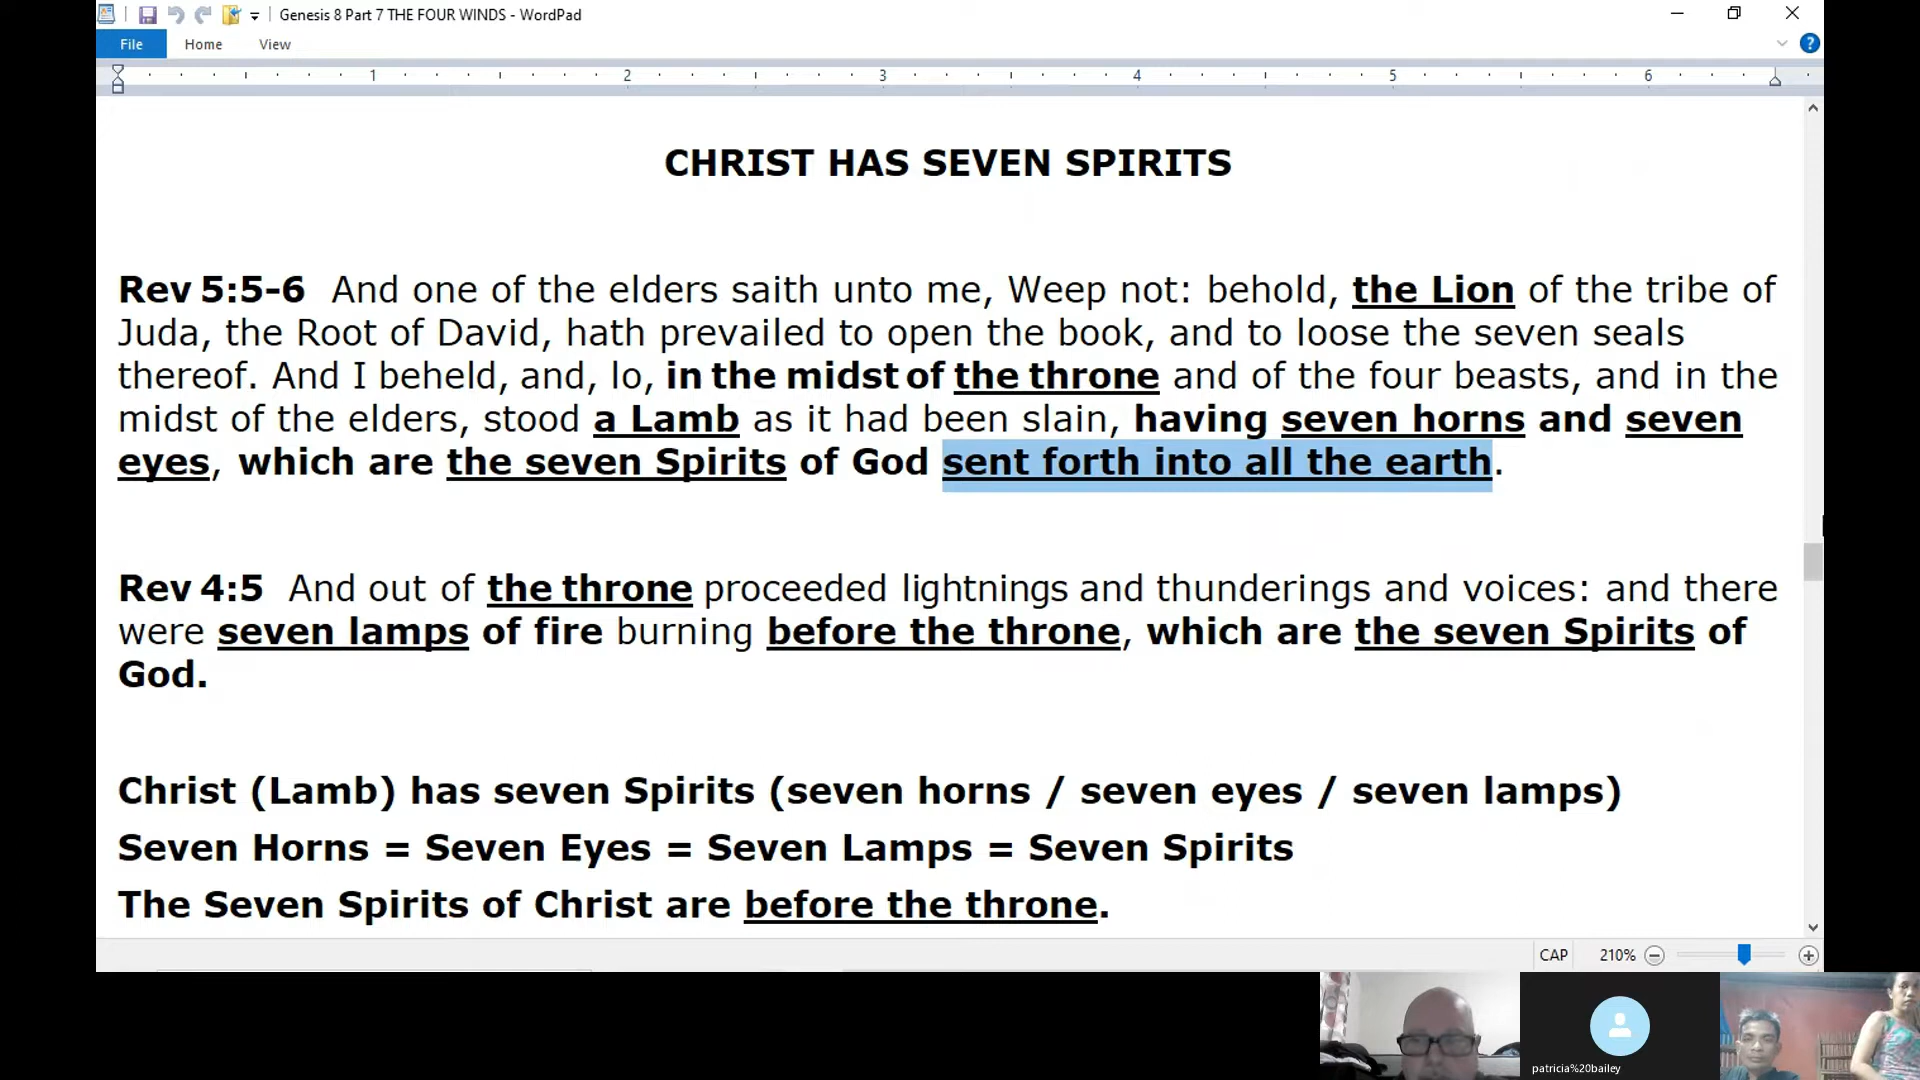 Genesis 8 Part 7 THE FOUR WINDS - WordPad
File Home View
1 2 3 4 5 6
CHRIST HAS SEVEN SPIRITS
Rev 5:5-6 And one of the elders saith unto me, Weep not: behold, the Lion of the tribe of
Juda, the Root of David, hath prevailed to open the book, and to loose the seven seals
thereof. And I beheld, and, lo, in the midst of the throne and of the four beasts, and in the
midst of the elders, stood a Lamb as it had been slain, having seven horns and seven
eyes, which are the seven Spirits of God sent forth into all the earth.
Rev 4:5 And out of the throne proceeded lightnings and thunderings and voices: and there
were seven lamps of fire burning before the throne, which are the seven Spirits of
God.
Christ (Lamb) has seven Spirits (seven horns / seven eyes / seven lamps)
Seven Horns = Seven Eyes = Seven Lamps = Seven Spirits
The Seven Spirits of Christ are before the throne.
CAP 210%
patricia%20bailey